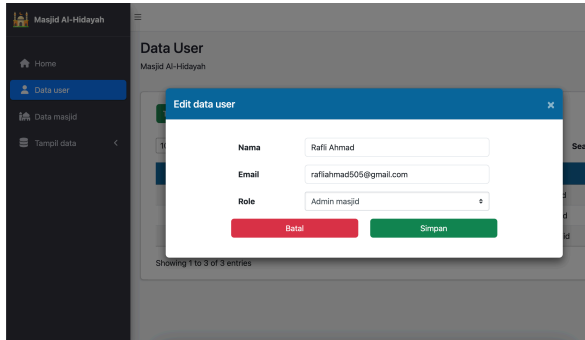 Masjid Al-Hidayah
Home
Data user
Data masjid
Tampil data
Data User
Masjid Al-Hidayah
Edit data user
×
Nama
Rafli Ahmad
Email
rafliahmad505@gmail.com
Role
Admin masjid
Batal
Simpan
Showing 1 to 3 of 3 entries